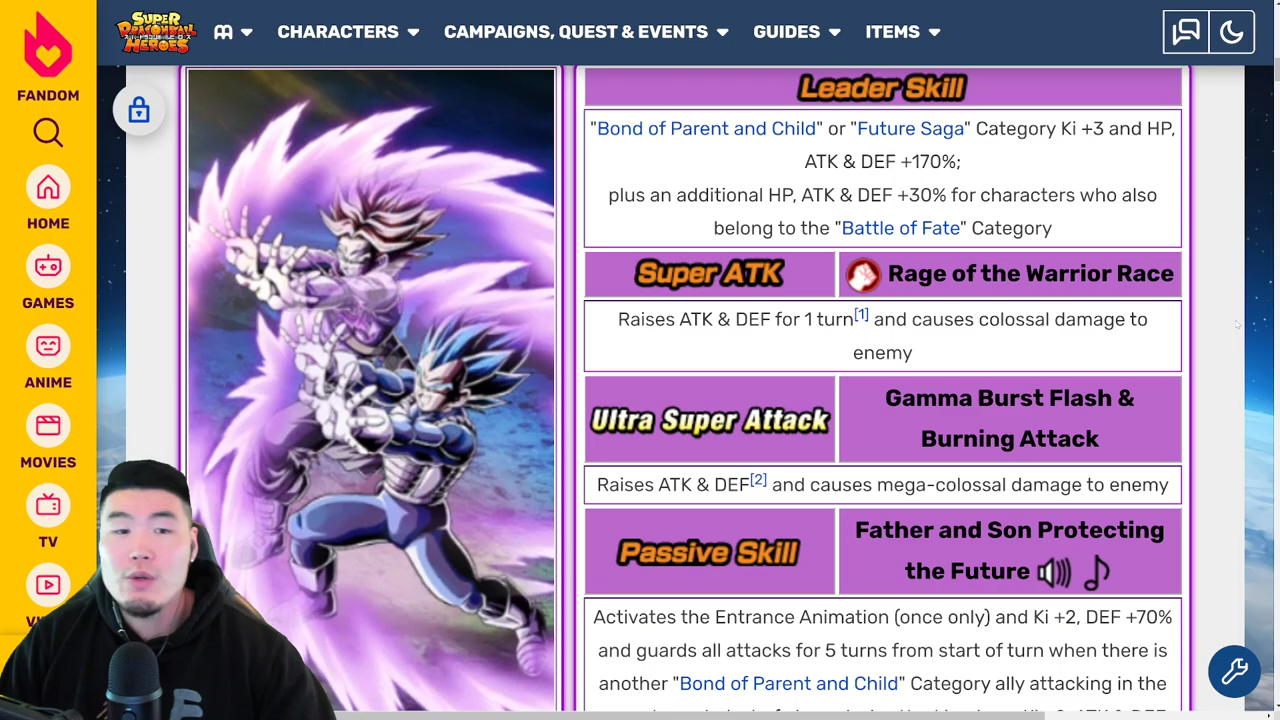 FANDOM
HOME
GAMES
ANIME
MOVIES
TV
SUPER
DRAGONBALL
HEROES
CHARACTERS
CAMPAIGNS, QUEST & EVENTS
GUIDES
ITEMS
Leader Skill
"Bond of Parent and Child" or "Future Saga" Category Ki +3 and HP,
ATK & DEF +170%;
plus an additional HP, ATK & DEF +30% for characters who also
belong to the "Battle of Fate" Category
Super ATK
Rage of the Warrior Race
Raises ATK & DEF for 1 turn[1] and causes colossal damage to
enemy
Ultra Super Attack
Gamma Burst Flash &
Burning Attack
Raises ATK & DEF[2] and causes mega-colossal damage to enemy
Passive Skill
Father and Son Protecting
the Future
Activates the Entrance Animation (once only) and Ki +2, DEF +70%
and guards all attacks for 5 turns from start of turn when there is
another "Bond of Parent and Child" Category ally attacking in the